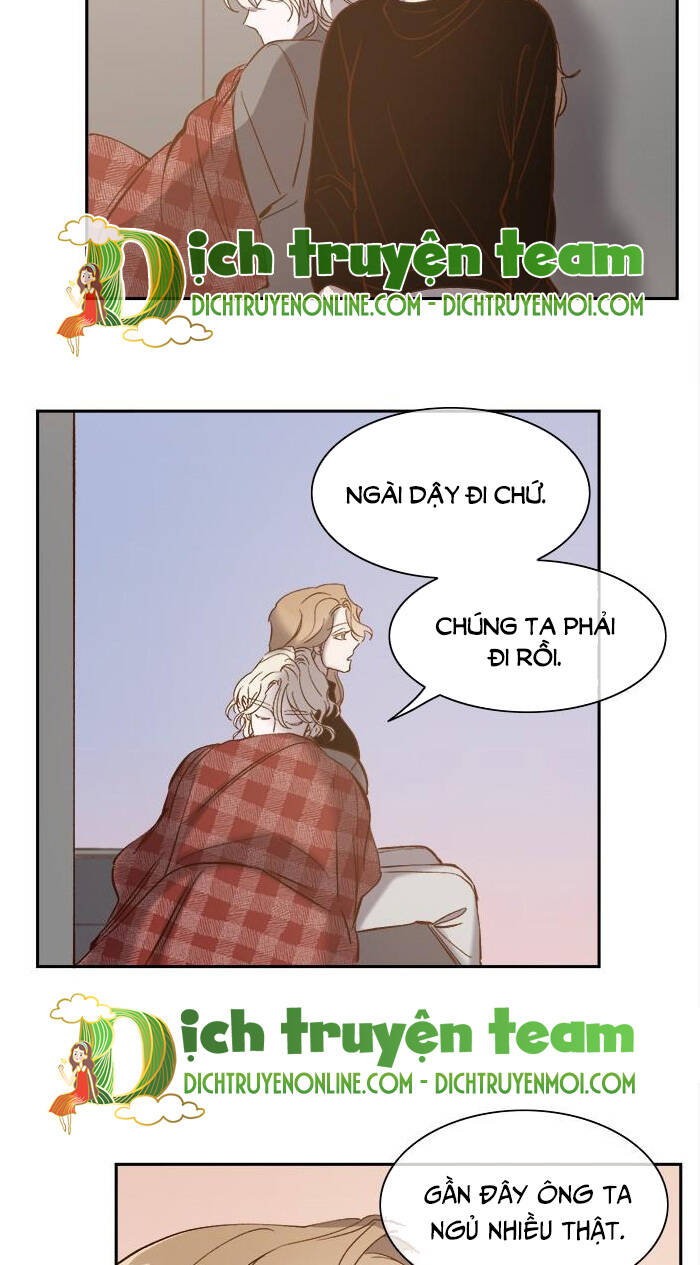 Dịch truyện team
DICHTRUYENONLINE.COM - DICHTRUYENMOI.COM
NGÀI DẬY ĐI CHỨ.
CHÚNG TA PHẢI
ĐI RỒI.
Dịch truyện team
DICHTRUYENONLINE.COM - DICHTRUYENMOI.COM
GẦN ĐÂY ÔNG TA
NGỦ NHIỀU THẬT.